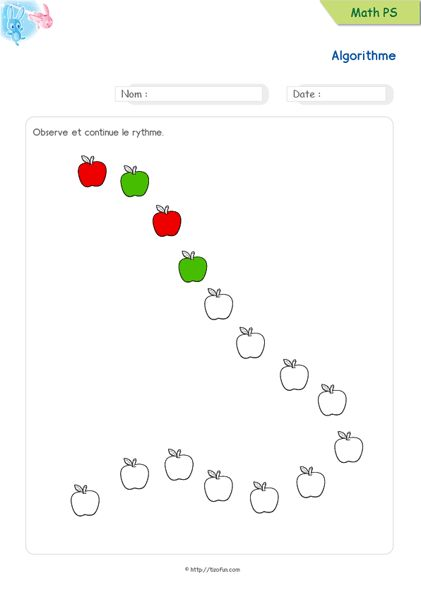 Math PS
Algorithme
Nom :
Date :
Observe et continue le rythme.
© http://tizofun.com